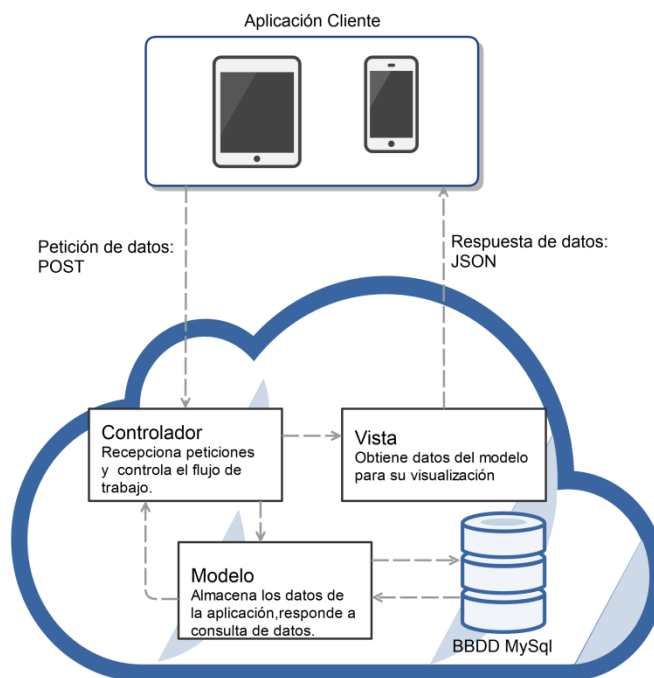 Aplicación Cliente
Petición de datos:
POST
Respuesta de datos:
JSON
Controlador
Recepciona peticiones
y controla el flujo de
trabajo.
Vista
Obtiene datos del modelo
para su visualización
Modelo
Almacena los datos de
la aplicación,responde a
consulta de datos.
BBDD MySql